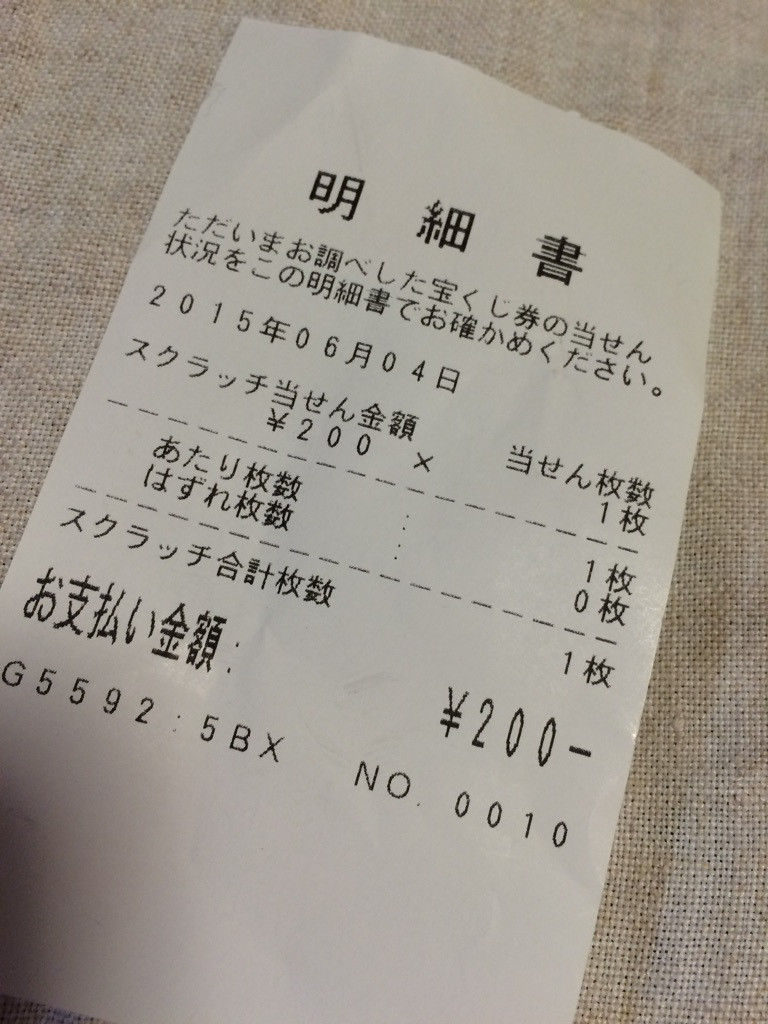 明細書
ただいまお調べした宝くじ券の当せん
状況をこの明細書でお確かめください。
2015年06月04日
スクラッチ当せん金額 当せん枚数
¥200 × 1枚
あたり枚数 : 1枚
はずれ枚数 : 0枚
スクラッチ合計枚数 1枚
お支払い金額: ¥200-
G5592:5BX NO. 0010